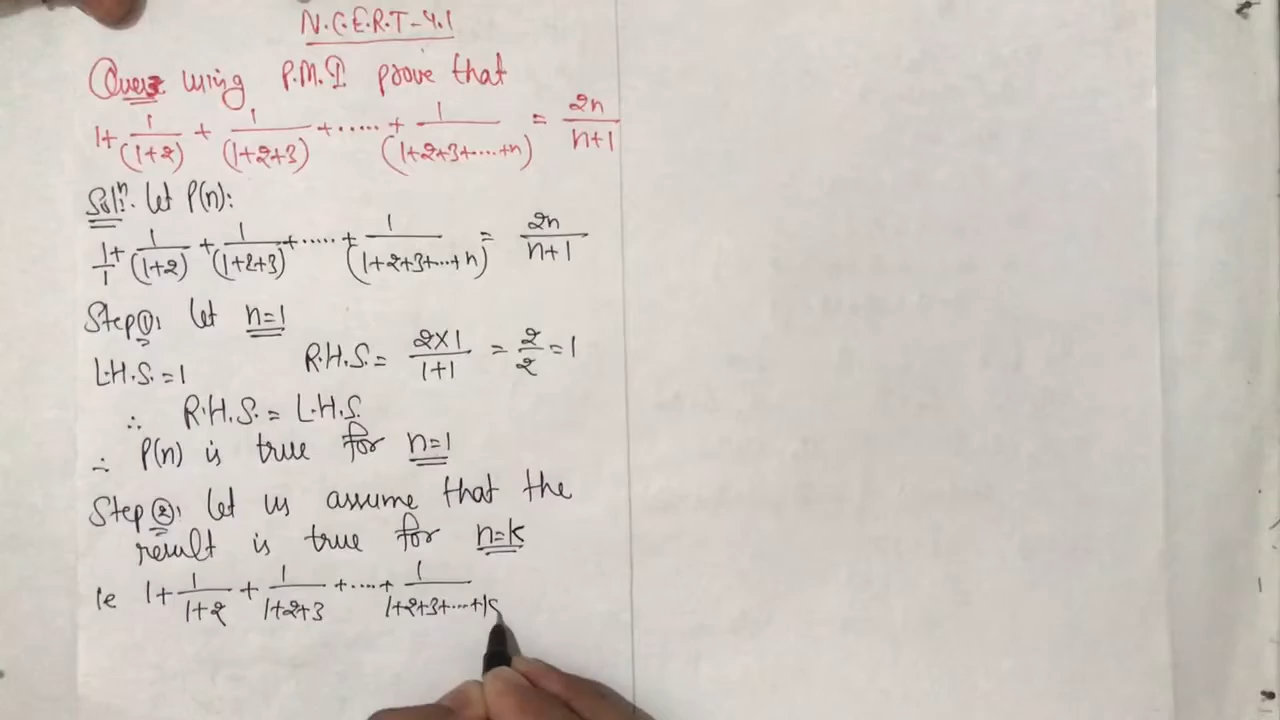 N.C.E.R.T-4.1
Ques3 using P.M.I prove that
1+ 1/(1+2) + 1/(1+2+3) +.....+ 1/(1+2+3+....+n) = 2n/n+1
Solⁿ: let P(n):
1/1+ 1/(1+2) + 1/(1+2+3) +.....+ 1/(1+2+3+...+n) = 2n/n+1
Step①: let n=1
L.H.S.=1 R.H.S.= 2×1/1+1 = 2/2 =1
∴ R.H.S.= L.H.S.
∴ P(n) is true for n=1
Step②: let us assume that the
result is true for n=k
ie 1+ 1/1+2 + 1/1+2+3 +....+ 1/1+2+3+...+k